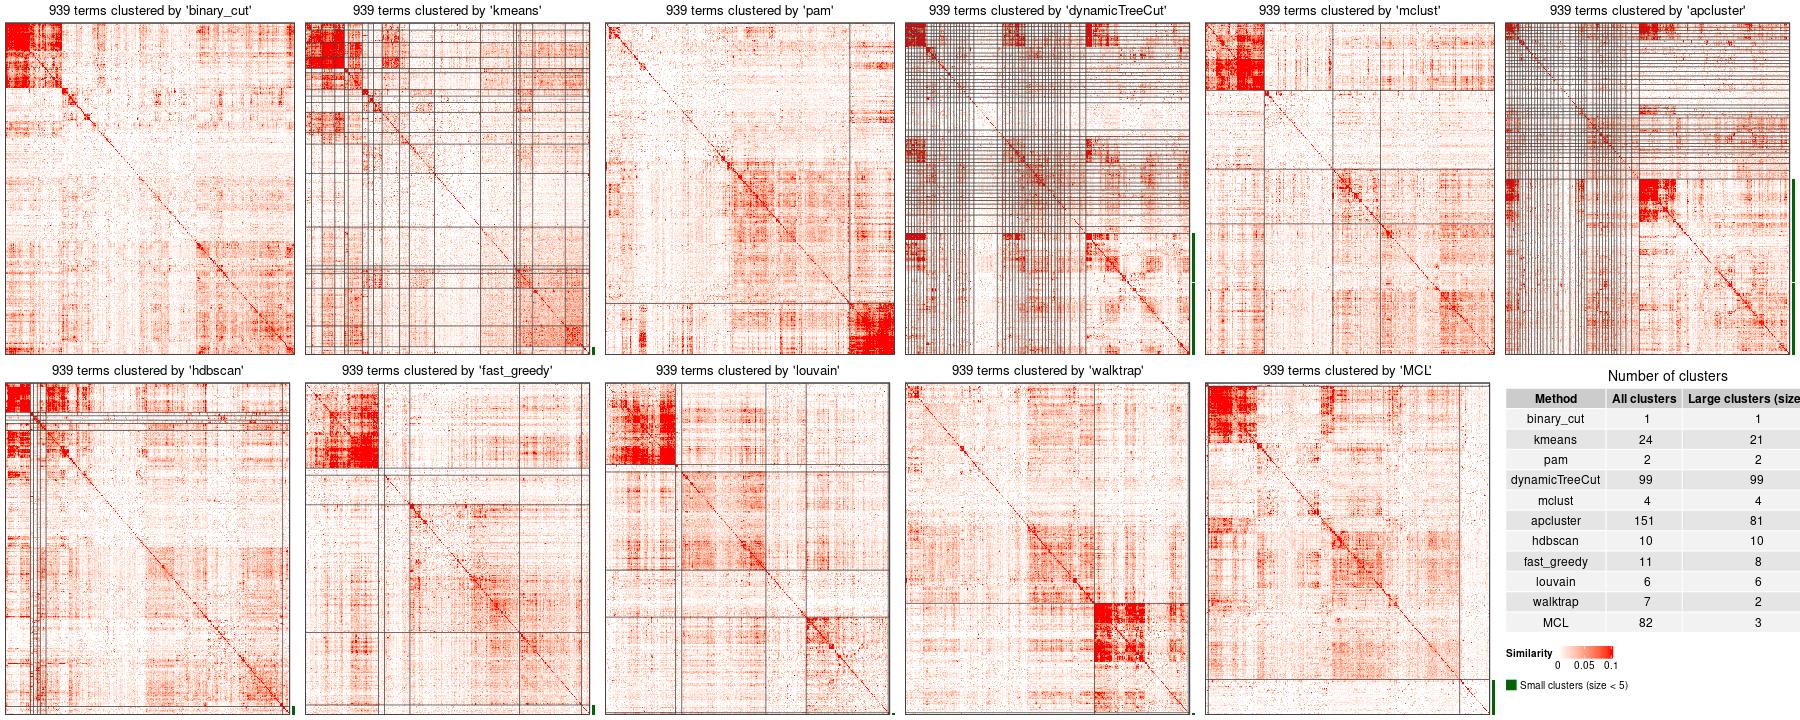 939 terms clustered by 'binary_cut'
939 terms clustered by 'kmeans'
939 terms clustered by 'pam'
939 terms clustered by 'dynamicTreeCut'
939 terms clustered by 'mclust'
939 terms clustered by 'apcluster'
939 terms clustered by 'hdbscan'
939 terms clustered by 'fast_greedy'
939 terms clustered by 'louvain'
939 terms clustered by 'walktrap'
939 terms clustered by 'MCL'
Number of clusters
Method All clusters Large clusters (size
binary_cut 1 1
kmeans 24 21
pam 2 2
dynamicTreeCut 99 99
mclust 4 4
apcluster 151 81
hdbscan 10 10
fast_greedy 11 8
louvain 6 6
walktrap 7 2
MCL 82 3
Similarity
0 0.05 0.1
Small clusters (size < 5)